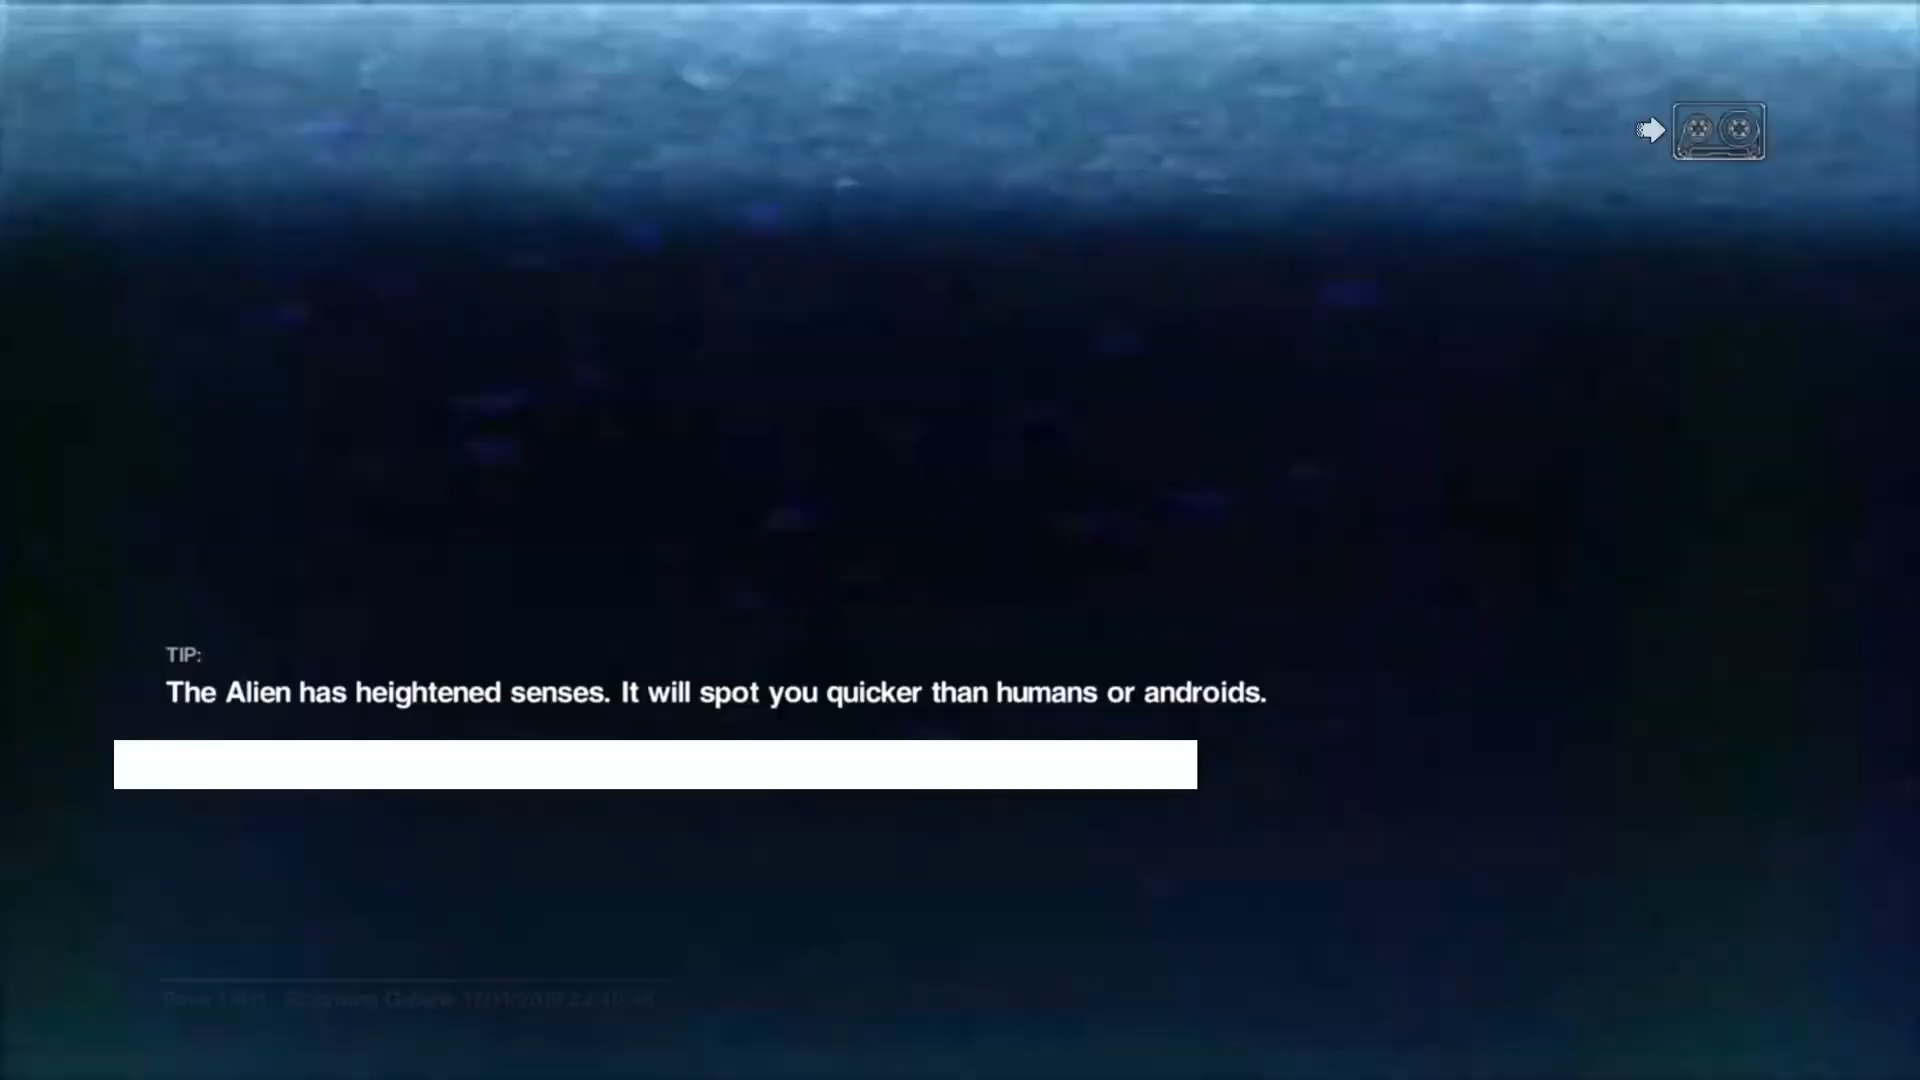 TIP:
The Alien has heightened senses. It will spot you quicker than humans or androids.